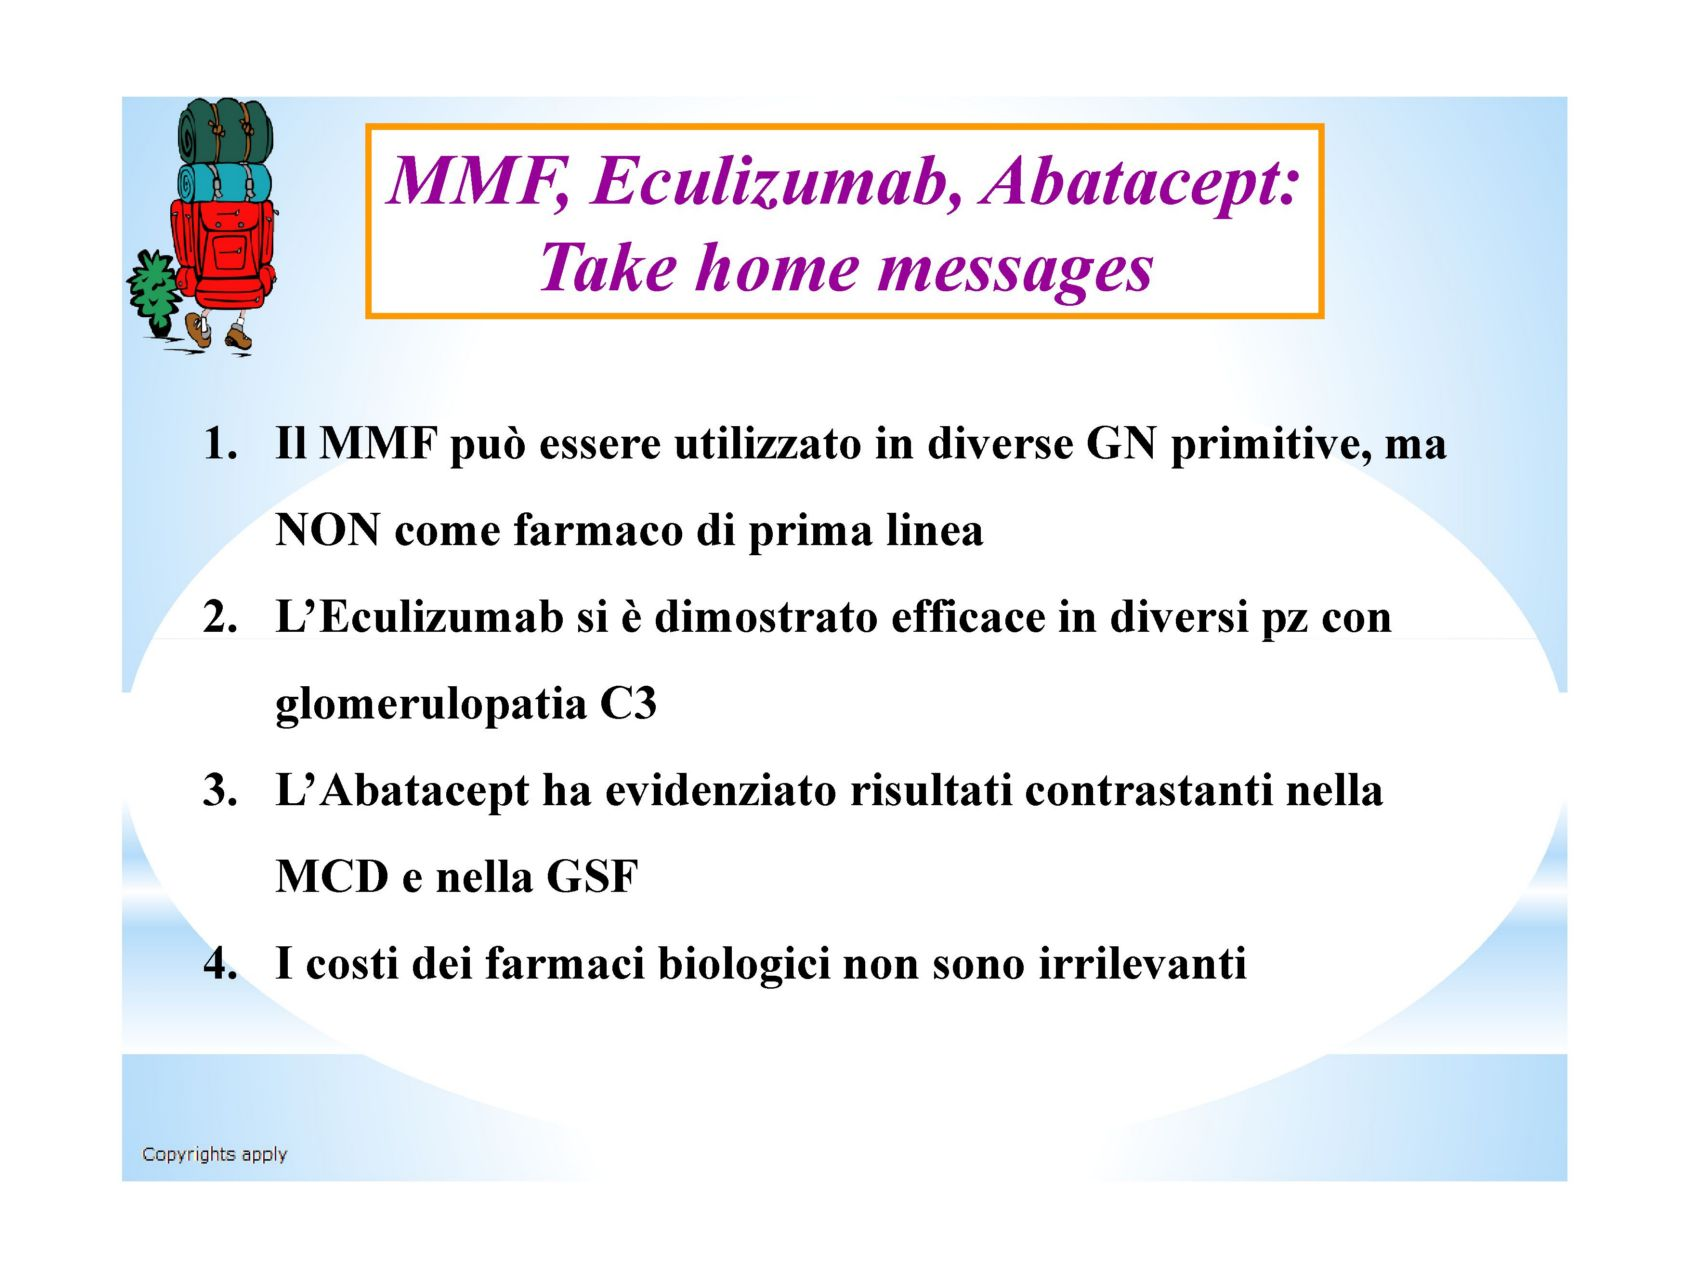 MMF, Eculizumab, Abatacept:
Take home messages
1. Il MMF può essere utilizzato in diverse GN primitive, ma
NON come farmaco di prima linea
2. L’Eculizumab si è dimostrato efficace in diversi pz con
glomerulopatia C3
3. L’Abatacept ha evidenziato risultati contrastanti nella
MCD e nella GSF
4. I costi dei farmaci biologici non sono irrilevanti
Copyrights apply